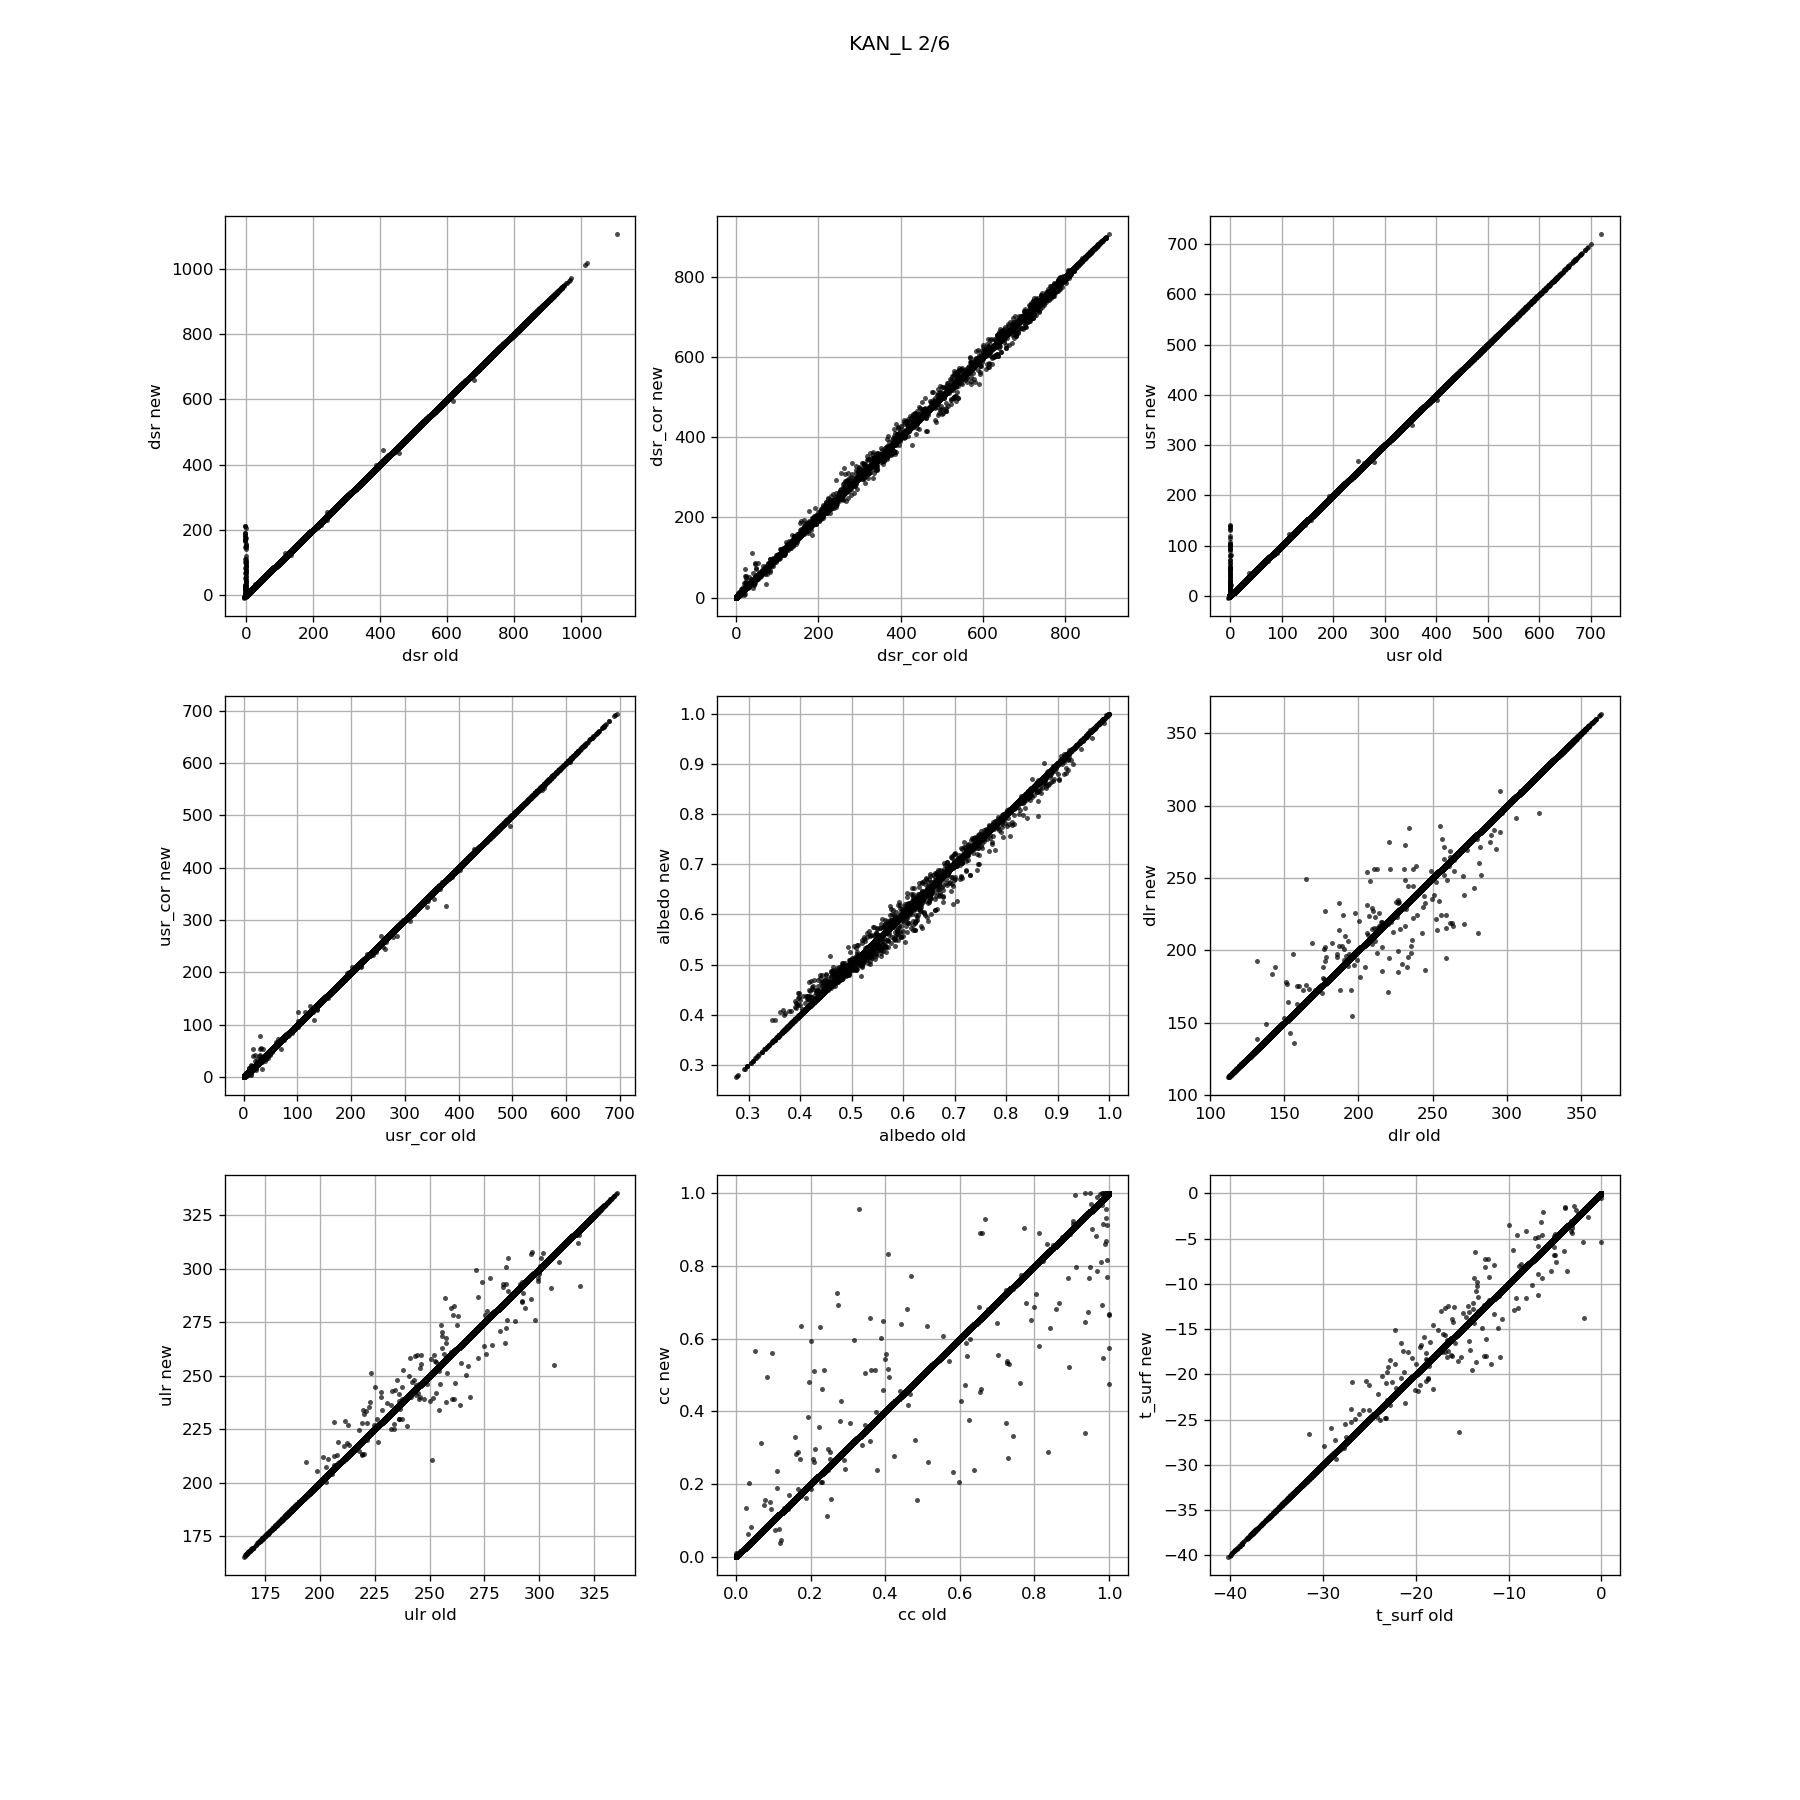 KAN_L 2/6
dsr new
1000
800
600
400
200
0
0 200 400 600 800 1000
dsr old
dsr_cor new
800
600
400
200
0
0 200 400 600 800
dsr_cor old
usr new
700
600
500
400
300
200
100
0
0 100 200 300 400 500 600 700
usr old
usr_cor new
700
600
500
400
300
200
100
0
0 100 200 300 400 500 600 700
usr_cor old
albedo new
1.0
0.9
0.8
0.7
0.6
0.5
0.4
0.3
0.3 0.4 0.5 0.6 0.7 0.8 0.9 1.0
albedo old
dlr new
350
300
250
200
150
100
100 150 200 250 300 350
dlr old
ulr new
325
300
275
250
225
200
175
175 200 225 250 275 300 325
ulr old
cc new
1.0
0.8
0.6
0.4
0.2
0.0
0.0 0.2 0.4 0.6 0.8 1.0
cc old
t_surf new
0
−5
−10
−15
−20
−25
−30
−35
−40
−40 −30 −20 −10 0
t_surf old